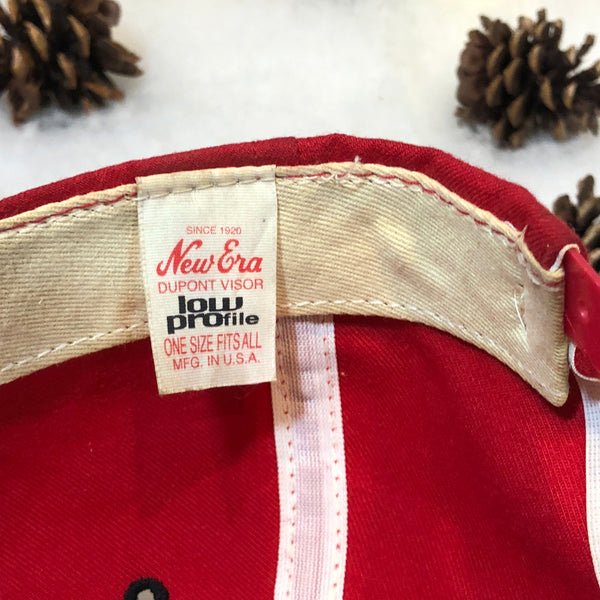 SINCE 1920
New Era
DUPONT VISOR
low
PROfile
ONE SIZE FITS ALL
MFG. IN U.S.A.